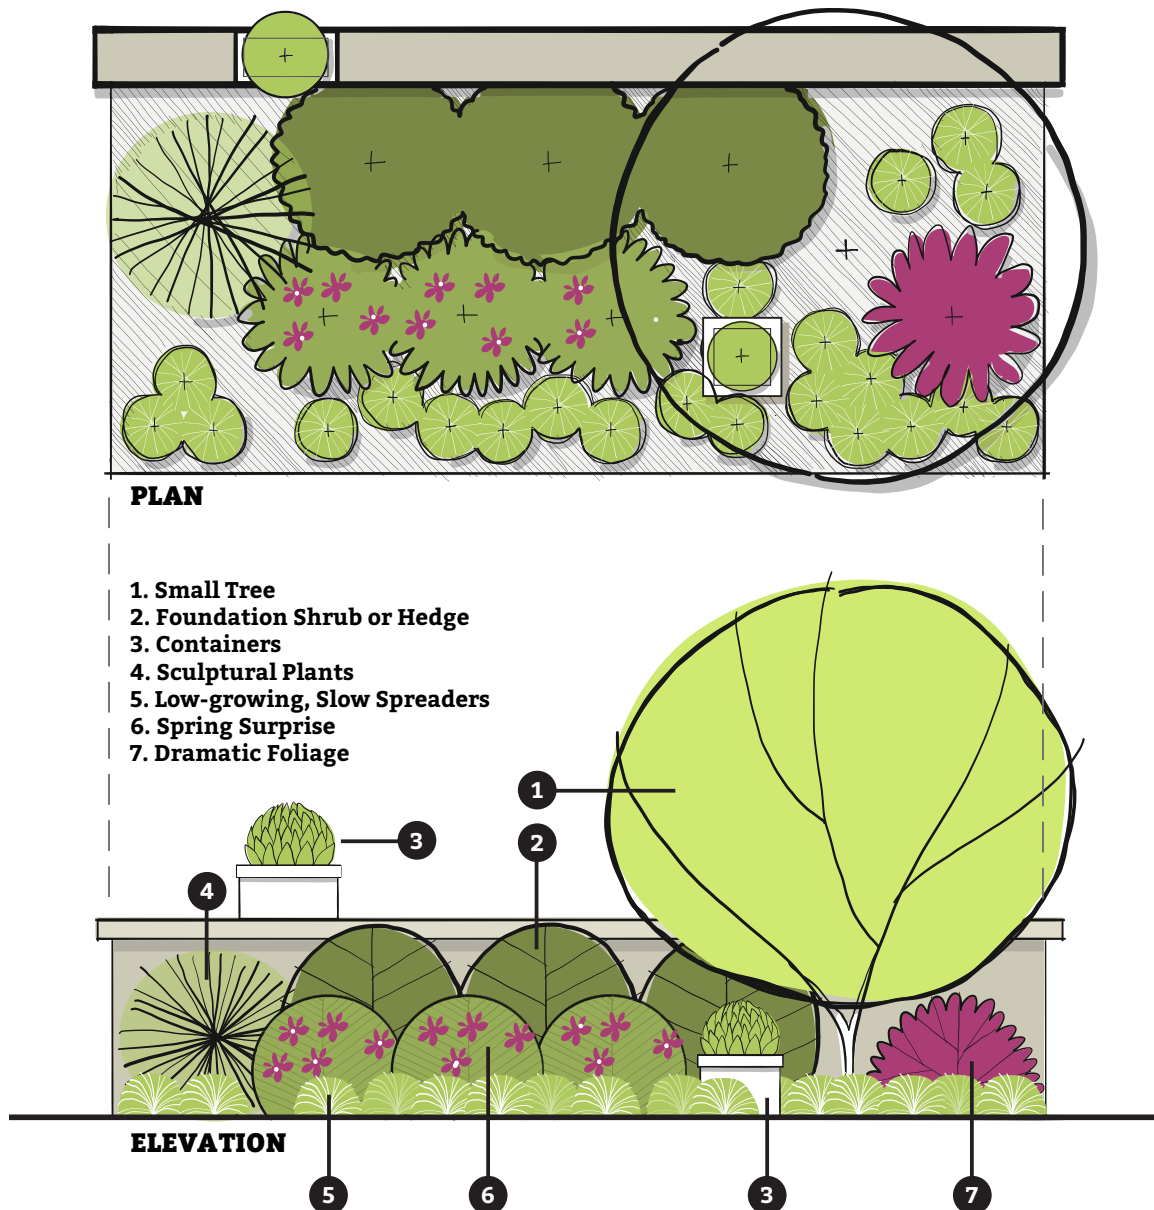 PLAN
1. Small Tree
2. Foundation Shrub or Hedge
3. Containers
4. Sculptural Plants
5. Low-growing, Slow Spreaders
6. Spring Surprise
7. Dramatic Foliage
1
2
3
4
ELEVATION
5
6
3
7